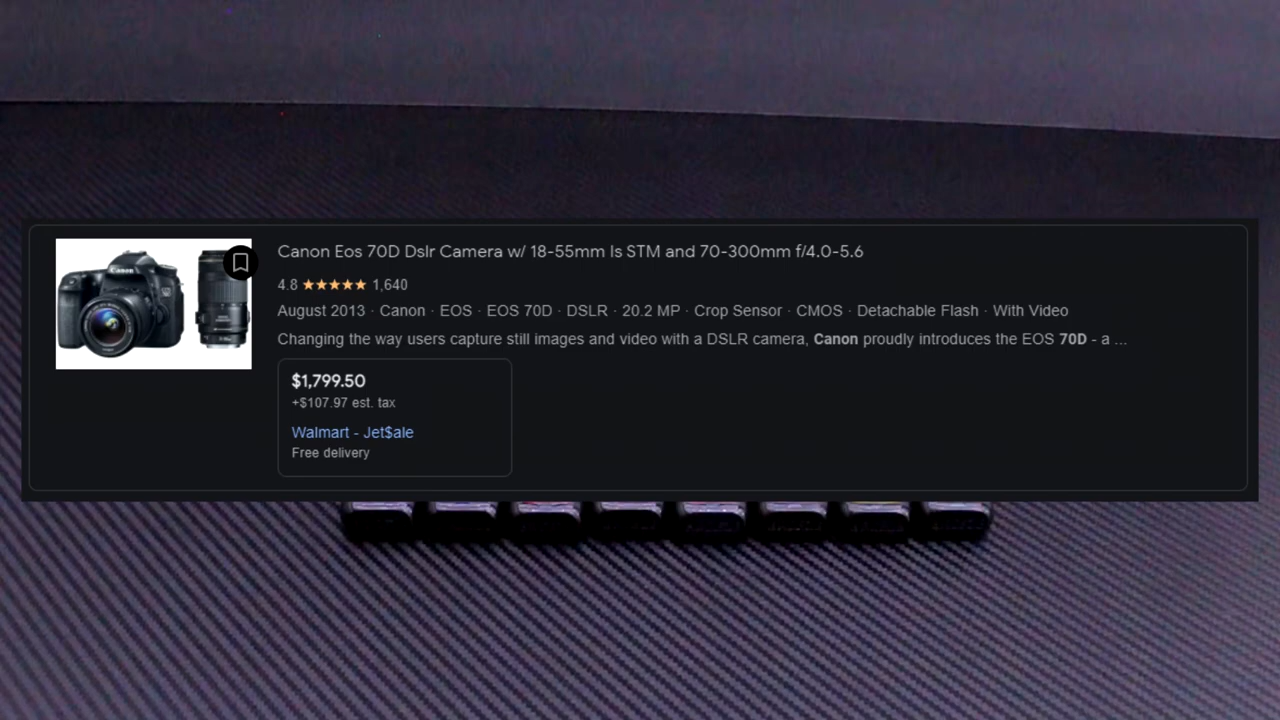 Canon Eos 70D Dslr Camera w/ 18-55mm Is STM and 70-300mm f/4.0-5.6
4.8 ★★★★★ 1,640
August 2013 · Canon · EOS · EOS 70D · DSLR · 20.2 MP · Crop Sensor · CMOS · Detachable Flash · With Video
Changing the way users capture still images and video with a DSLR camera, Canon proudly introduces the EOS 70D - a ...
$1,799.50
+$107.97 est. tax
Walmart - Jet$ale
Free delivery
Canon